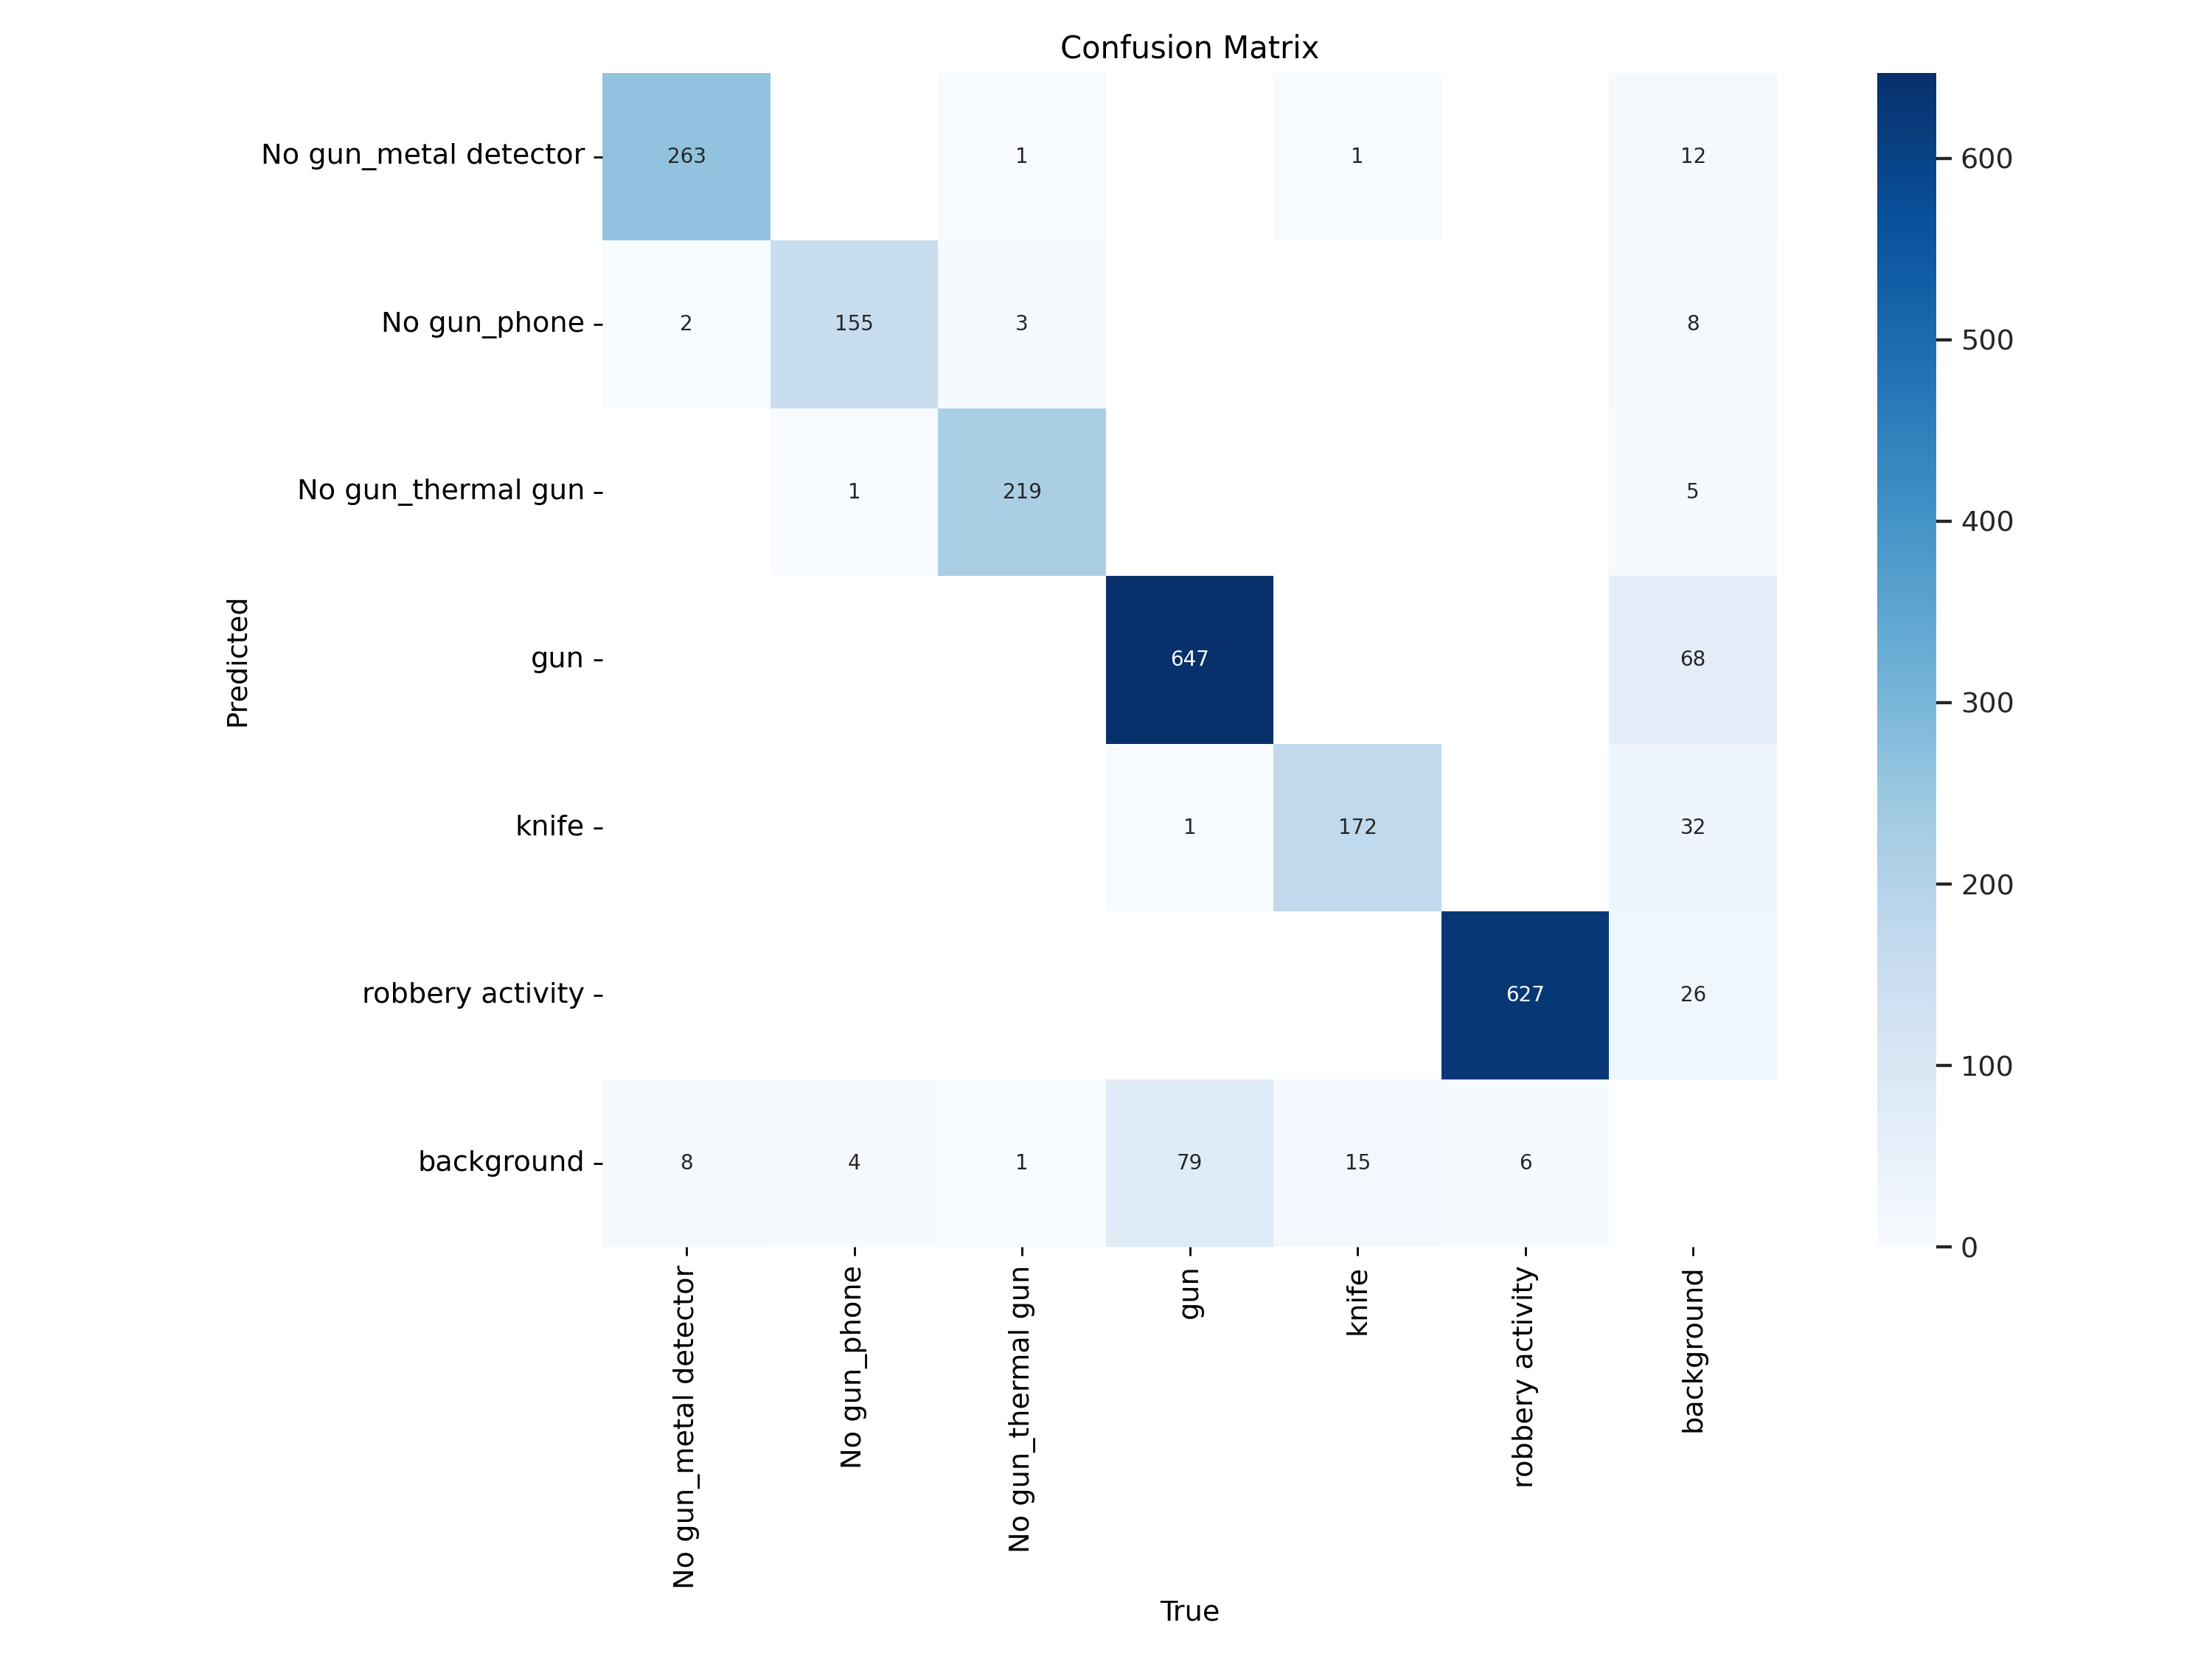 Confusion Matrix
No gun_metal detector
263
1
1
12
No gun_phone
2
155
3
8
No gun_thermal gun
1
219
5
gun
647
68
knife
1
172
32
robbery activity
627
26
background
8
4
1
79
15
6
Predicted
No gun_metal detector
No gun_phone
No gun_thermal gun
gun
knife
robbery activity
background
True
600
500
400
300
200
100
0